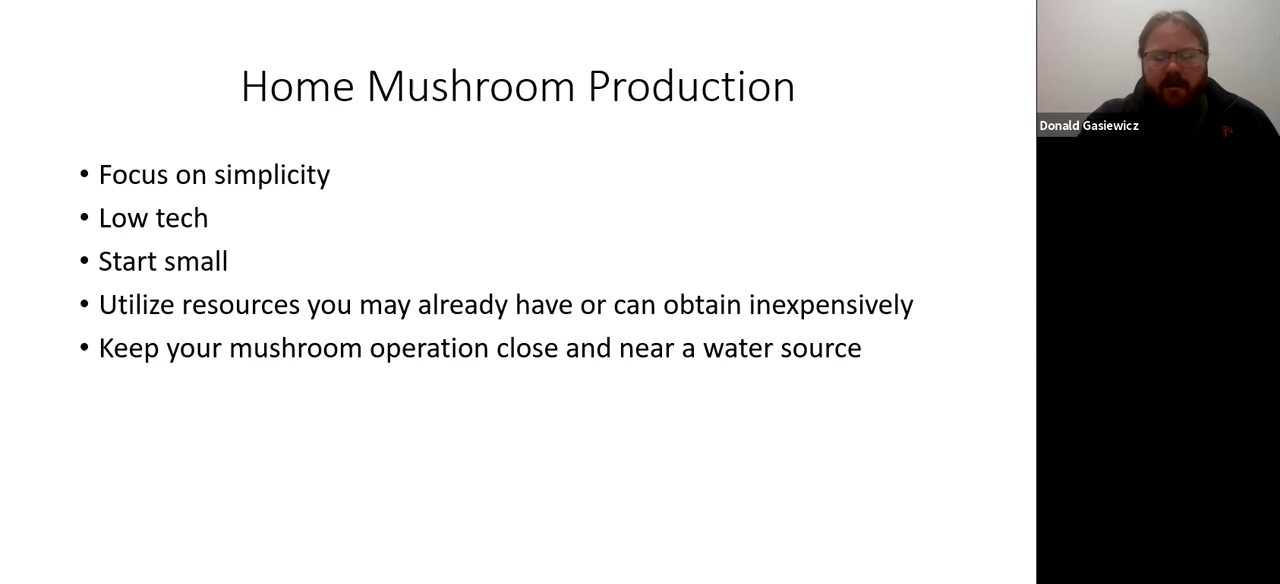 Home Mushroom Production
• Focus on simplicity
• Low tech
• Start small
• Utilize resources you may already have or can obtain inexpensively
• Keep your mushroom operation close and near a water source
Donald Gasiewicz